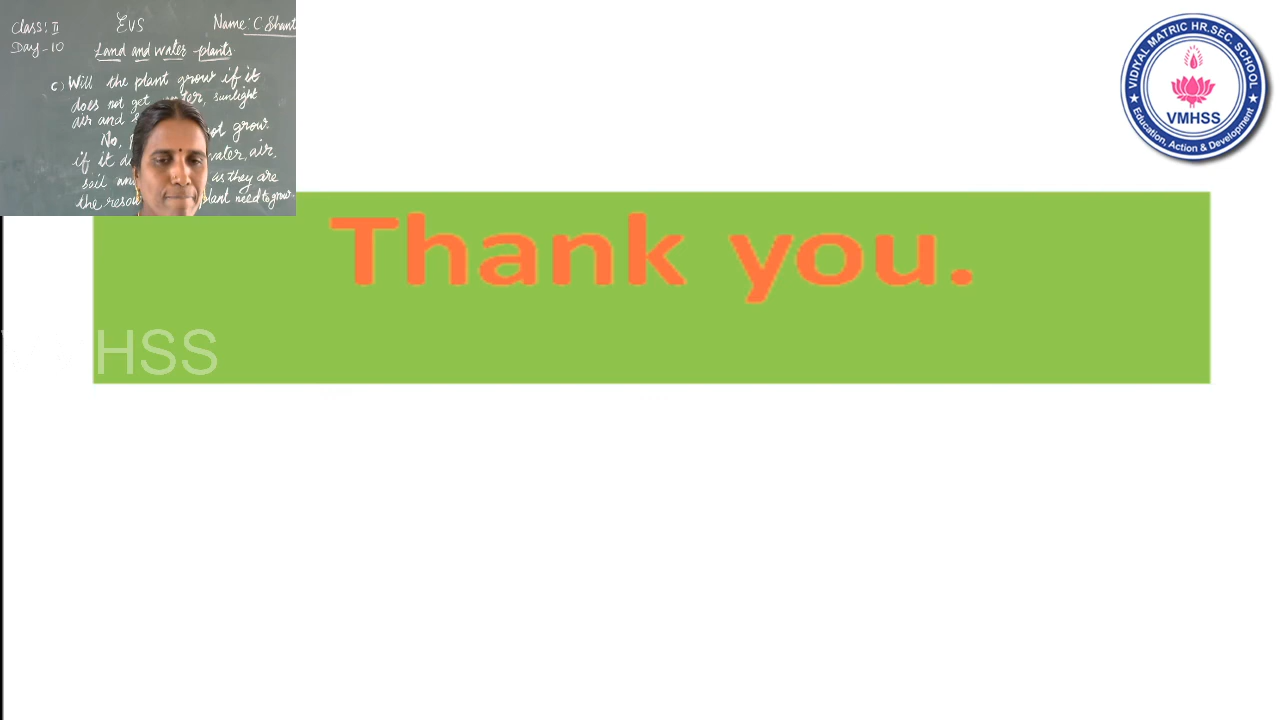 Class: II
EVS
Name: C Shant
Day-10
Land and water plants
c) Will the plant grow if it
does not get water, sunlight
air and
No, not grow.
if it water, air,
soil an as they are
the resou plant need to grow.
Thank you.
HSS
VIDIYAL MATRIC HR.SEC. SCHOOL
VMHSS
Education, Action & Development